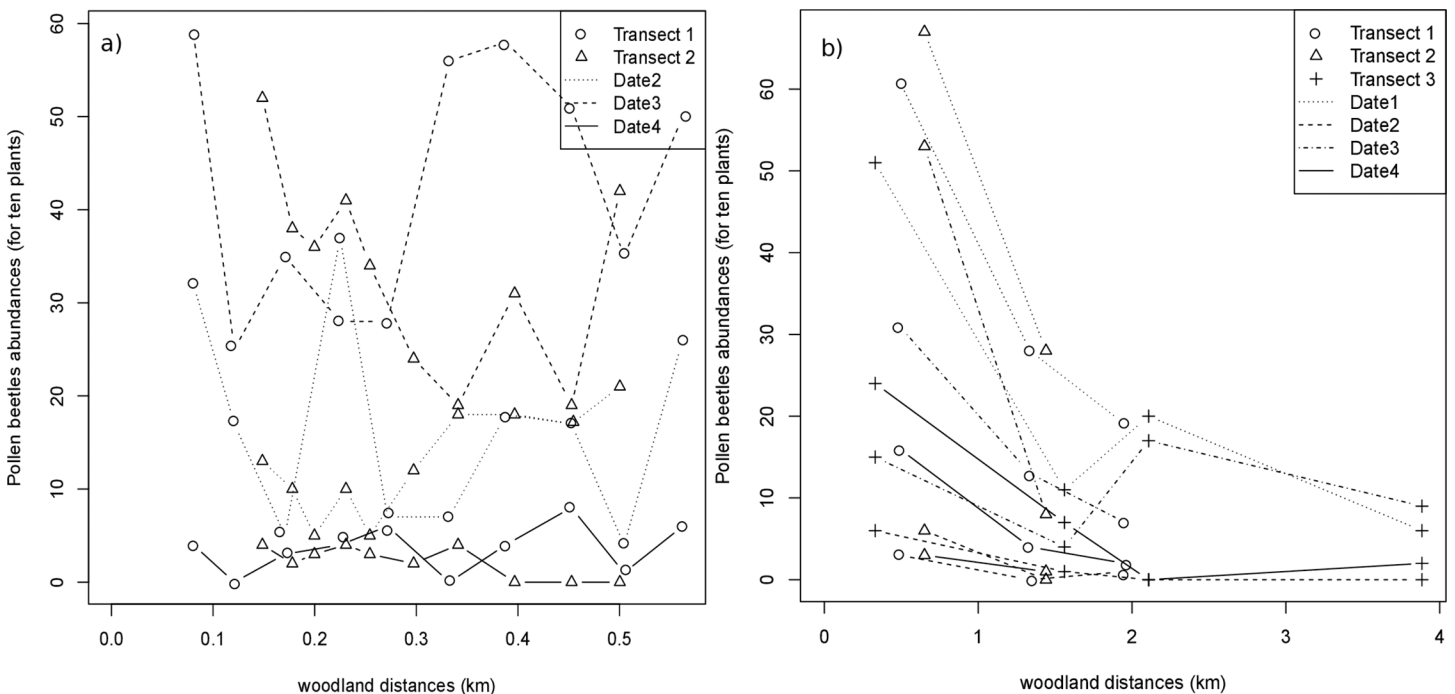 a)
Transect 1
Transect 2
Date2
Date3
Date4
60
50
40
30
20
10
0
Pollen beetles abundances (for ten plants)
0.0 0.1 0.2 0.3 0.4 0.5
woodland distances (km)
b)
Transect 1
Transect 2
Transect 3
Date1
Date2
Date3
Date4
60
50
40
30
20
10
0
Pollen beetles abundances (for ten plants)
0 1 2 3 4
woodland distances (km)